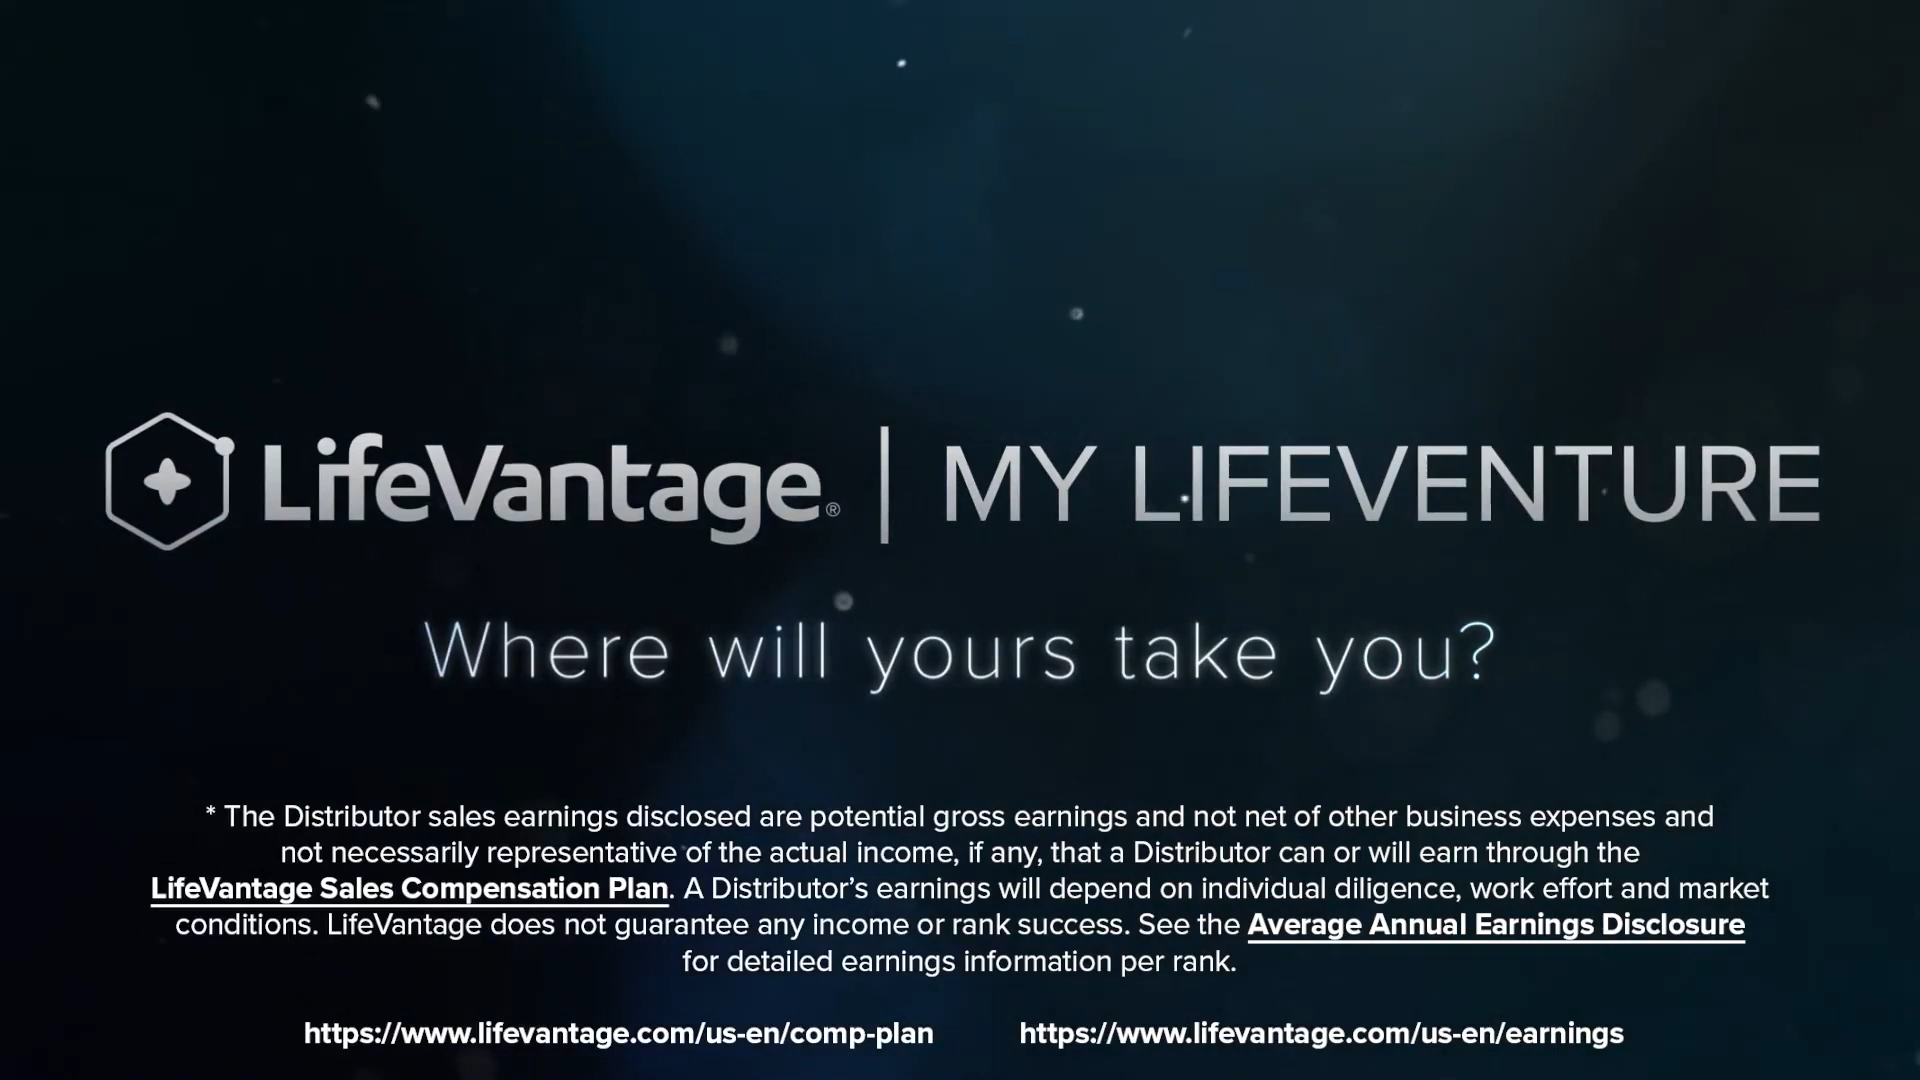 LifeVantage® | MY LIFEVENTURE
Where will yours take you?
* The Distributor sales earnings disclosed are potential gross earnings and not net of other business expenses and
not necessarily representative of the actual income, if any, that a Distributor can or will earn through the
LifeVantage Sales Compensation Plan. A Distributor’s earnings will depend on individual diligence, work effort and market
conditions. LifeVantage does not guarantee any income or rank success. See the Average Annual Earnings Disclosure
for detailed earnings information per rank.
https://www.lifevantage.com/us-en/comp-plan https://www.lifevantage.com/us-en/earnings